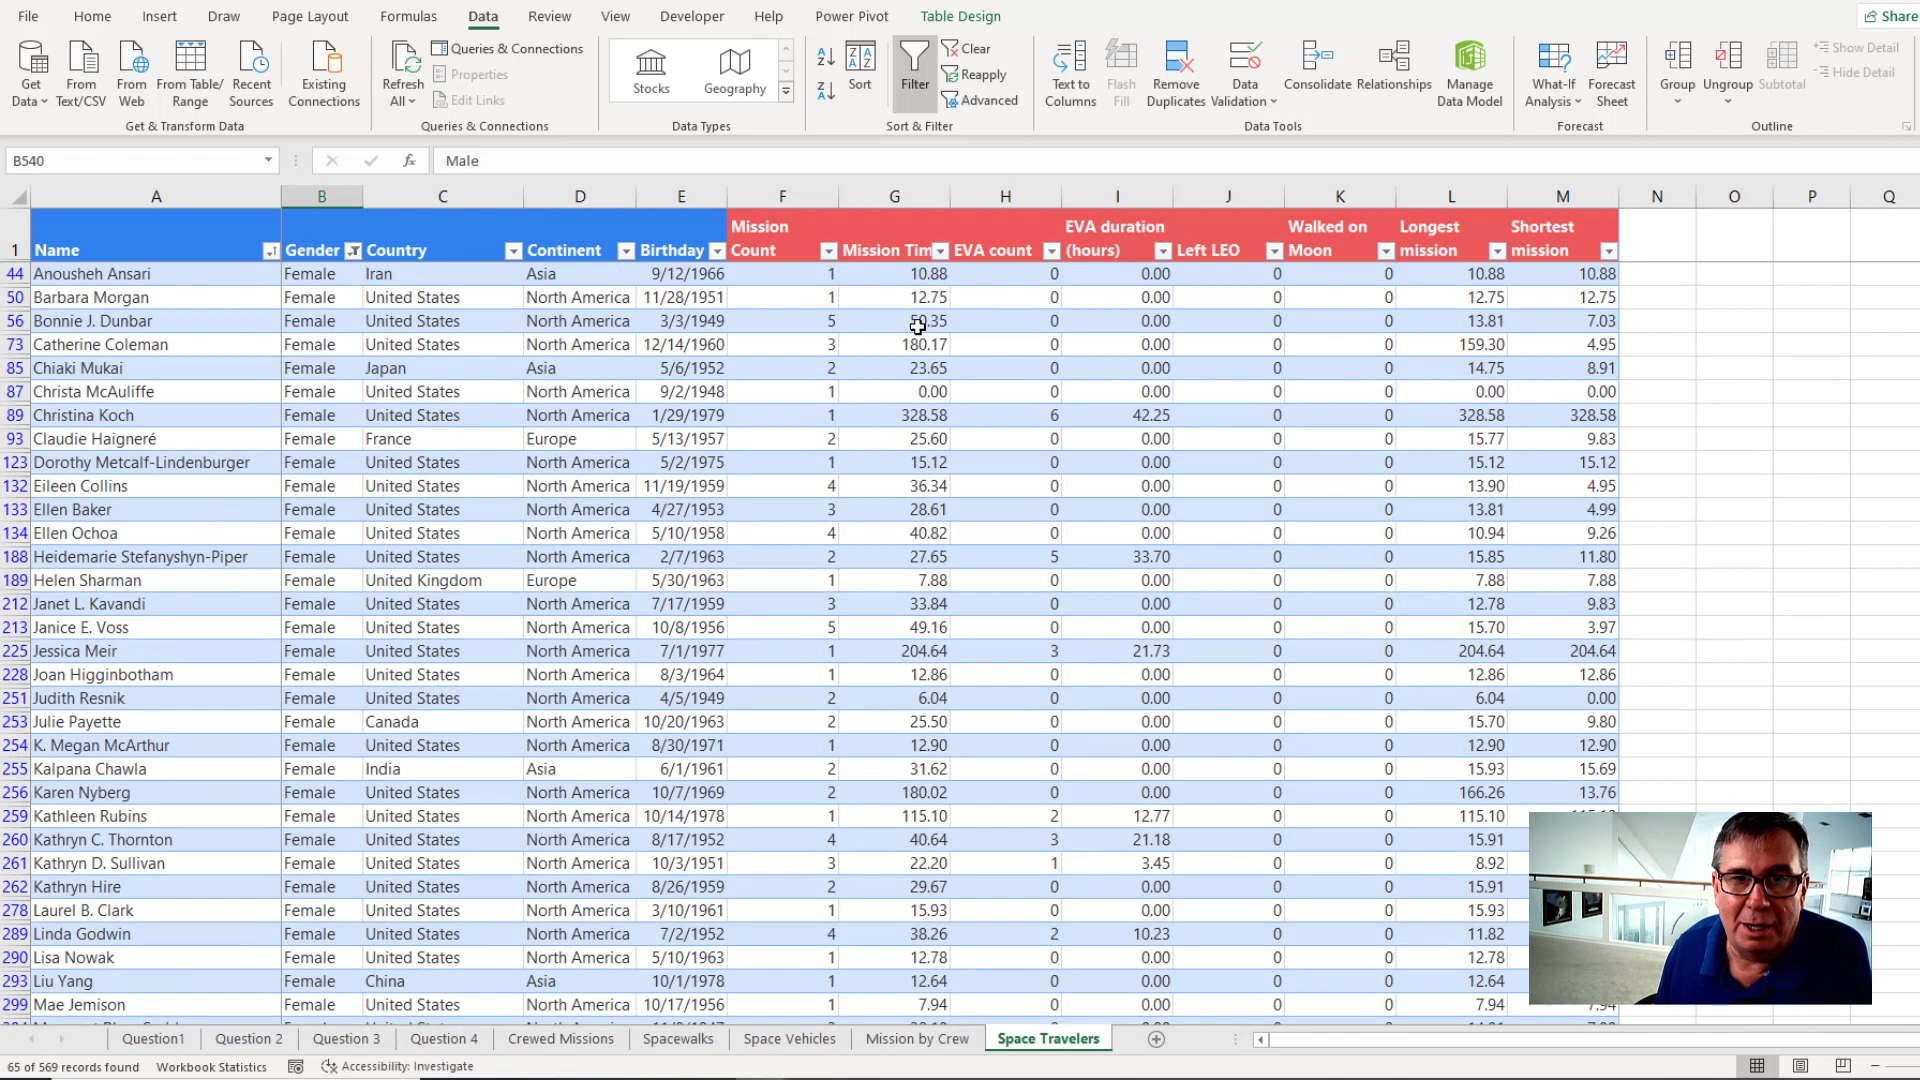 File Home Insert Draw Page Layout Formulas Data Review View Developer Help Power Pivot Table Design Share
Get Data From Text/CSV From Web From Table/ Range Recent Sources Existing Connections
Get & Transform Data
Refresh All Queries & Connections Properties Edit Links
Queries & Connections
Stocks Geography
Data Types
Sort Filter Clear Reapply Advanced
Sort & Filter
Text to Columns Flash Fill Remove Duplicates Data Validation Consolidate Relationships Manage Data Model
Data Tools
What-If Analysis Forecast Sheet
Forecast
Group Ungroup Subtotal Show Detail Hide Detail
Outline
B540 fx Male
A B C D E F G H I J K L M N O P Q
1 Name Gender Country Continent Birthday Mission Count Mission Tim EVA count EVA duration (hours) Left LEO Walked on Moon Longest mission Shortest mission
44 Anousheh Ansari Female Iran Asia 9/12/1966 1 10.88 0 0.00 0 0 10.88 10.88
50 Barbara Morgan Female United States North America 11/28/1951 1 12.75 0 0.00 0 0 12.75 12.75
56 Bonnie J. Dunbar Female United States North America 3/3/1949 5 .35 0 0.00 0 0 13.81 7.03
73 Catherine Coleman Female United States North America 12/14/1960 3 180.17 0 0.00 0 0 159.30 4.95
85 Chiaki Mukai Female Japan Asia 5/6/1952 2 23.65 0 0.00 0 0 14.75 8.91
87 Christa McAuliffe Female United States North America 9/2/1948 1 0.00 0 0.00 0 0 0.00 0.00
89 Christina Koch Female United States North America 1/29/1979 1 328.58 6 42.25 0 0 328.58 328.58
93 Claudie Haigneré Female France Europe 5/13/1957 2 25.60 0 0.00 0 0 15.77 9.83
123 Dorothy Metcalf-Lindenburger Female United States North America 5/2/1975 1 15.12 0 0.00 0 0 15.12 15.12
132 Eileen Collins Female United States North America 11/19/1959 4 36.34 0 0.00 0 0 13.90 4.95
133 Ellen Baker Female United States North America 4/27/1953 3 28.61 0 0.00 0 0 13.81 4.99
134 Ellen Ochoa Female United States North America 5/10/1958 4 40.82 0 0.00 0 0 10.94 9.26
188 Heidemarie Stefanyshyn-Piper Female United States North America 2/7/1963 2 27.65 5 33.70 0 0 15.85 11.80
189 Helen Sharman Female United Kingdom Europe 5/30/1963 1 7.88 0 0.00 0 0 7.88 7.88
212 Janet L. Kavandi Female United States North America 7/17/1959 3 33.84 0 0.00 0 0 12.78 9.83
213 Janice E. Voss Female United States North America 10/8/1956 5 49.16 0 0.00 0 0 15.70 3.97
225 Jessica Meir Female United States North America 7/1/1977 1 204.64 3 21.73 0 0 204.64 204.64
228 Joan Higginbotham Female United States North America 8/3/1964 1 12.86 0 0.00 0 0 12.86 12.86
251 Judith Resnik Female United States North America 4/5/1949 2 6.04 0 0.00 0 0 6.04 0.00
253 Julie Payette Female Canada North America 10/20/1963 2 25.50 0 0.00 0 0 15.70 9.80
254 K. Megan McArthur Female United States North America 8/30/1971 1 12.90 0 0.00 0 0 12.90 12.90
255 Kalpana Chawla Female India Asia 6/1/1961 2 31.62 0 0.00 0 0 15.93 15.69
256 Karen Nyberg Female United States North America 10/7/1969 2 180.02 0 0.00 0 0 166.26 13.76
259 Kathleen Rubins Female United States North America 10/14/1978 1 115.10 2 12.77 0 0 115.10
260 Kathryn C. Thornton Female United States North America 8/17/1952 4 40.64 3 21.18 0 0 15.91
261 Kathryn D. Sullivan Female United States North America 10/3/1951 3 22.20 1 3.45 0 0 8.92
262 Kathryn Hire Female United States North America 8/26/1959 2 29.67 0 0.00 0 0 15.91
278 Laurel B. Clark Female United States North America 3/10/1961 1 15.93 0 0.00 0 0 15.93
289 Linda Godwin Female United States North America 7/2/1952 4 38.26 2 10.23 0 0 11.82
290 Lisa Nowak Female United States North America 5/10/1963 1 12.78 0 0.00 0 0 12.78
293 Liu Yang Female China Asia 10/1/1978 1 12.64 0 0.00 0 0 12.64
299 Mae Jemison Female United States North America 10/17/1956 1 7.94 0 0.00 0 0 7.94 7.94
Question1 Question 2 Question 3 Question 4 Crewed Missions Spacewalks Space Vehicles Mission by Crew Space Travelers
65 of 569 records found Workbook Statistics Accessibility: Investigate